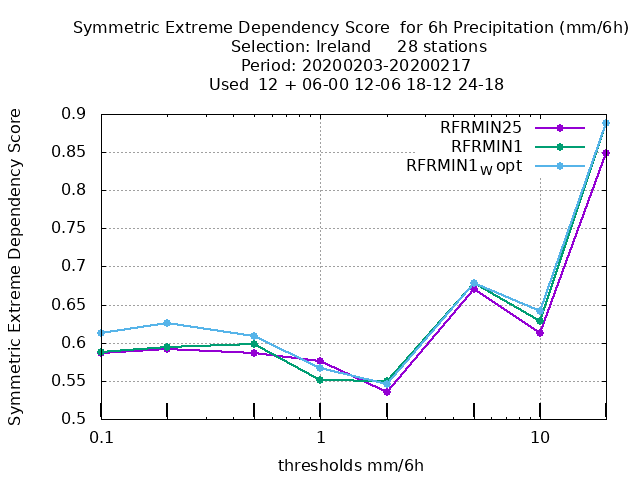 Symmetric Extreme Dependency Score  for 6h Precipitation (mm/6h)
Selection: Ireland     28 stations
Period: 20200203-20200217
Used  12 + 06-00 12-06 18-12 24-18
Symmetric Extreme Dependency Score
0.9
0.85
0.8
0.75
0.7
0.65
0.6
0.55
0.5
RFRMIN25
RFRMIN1
RFRMIN1W opt
0.1
1
10
thresholds mm/6h